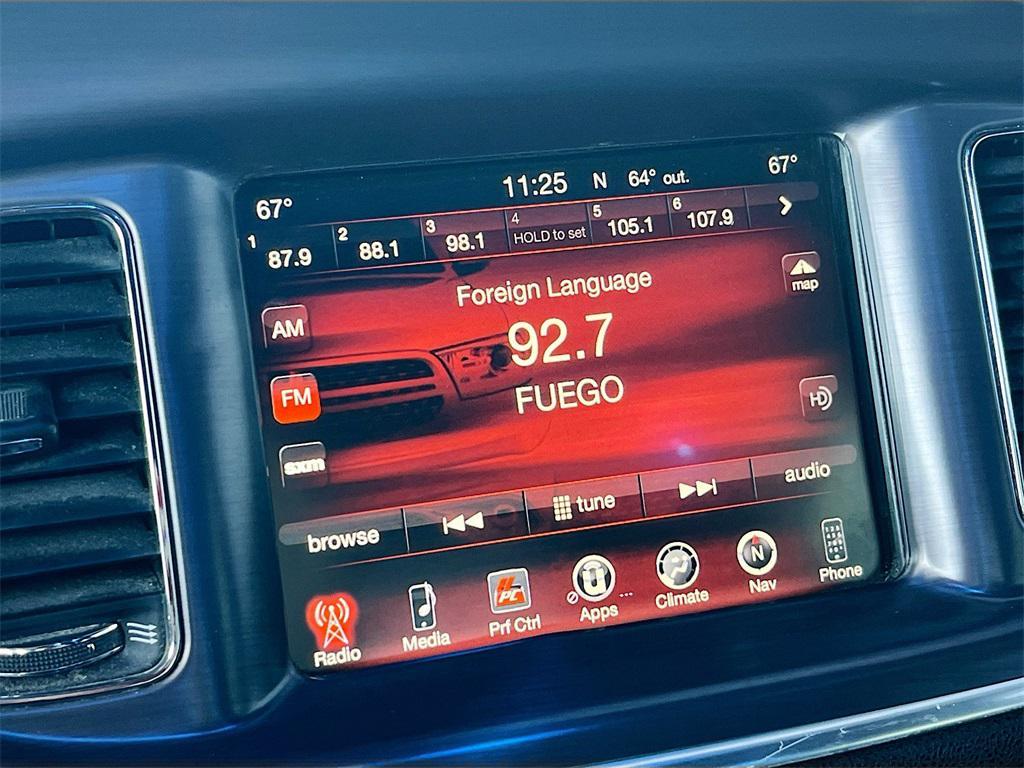 67° 11:25 N 64° out. 67°
1 87.9 2 88.1 3 98.1 4 HOLD to set 5 105.1 6 107.9
Foreign Language
map
AM
92.7
FM
FUEGO
HD
sxm
browse tune audio
PC
U
N
Radio Media Prf Ctrl Apps Climate Nav Phone